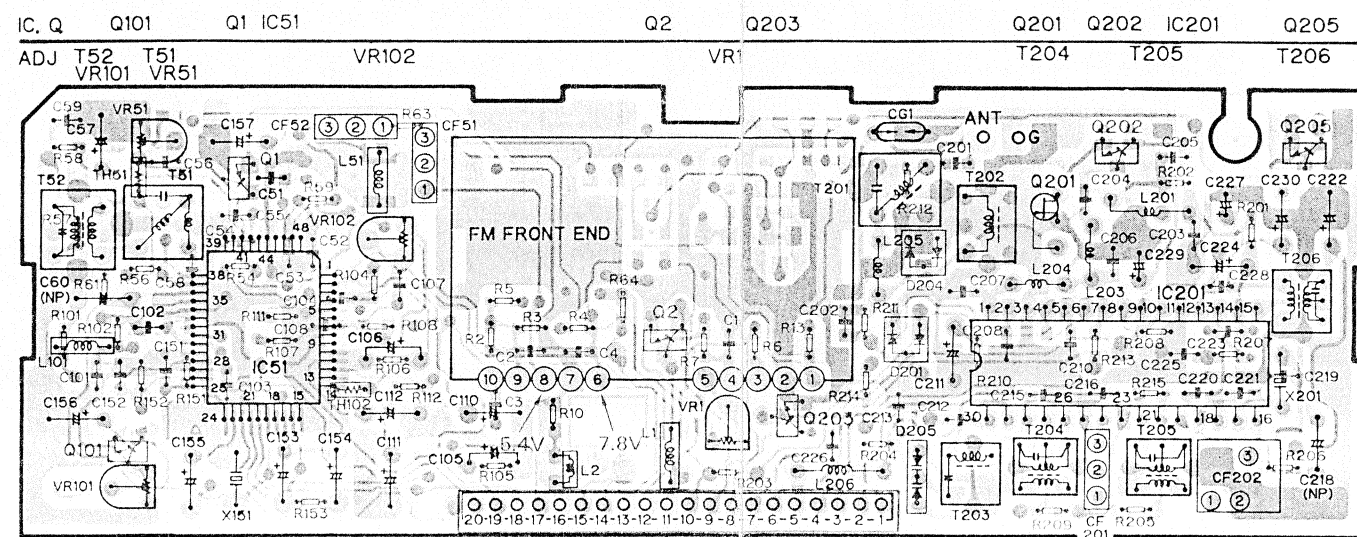 IC. Q Q101 Q1 IC51 Q2 Q203 Q201 Q202 IC201 Q205
ADJ T52 T51 VR102 VR1 T204 T205 T206
VR101 VR51
C59 VR51 C157 CF52 3 2 1 R63 CF51 CG1 ANT Q202 C205 Q205
C57 3 G
R58 C56 Q1 L51 2 C201 R202
TH51 T51 C51 R59 1 T201 T202 Q201 C204 L201 C227 C230 C222
T52 C55 VR102 R212 R201
R57 C54 48 C52 FM FRONT END L205 C206 C203 C224
39 41 44 C229 T206
R56 C58 38 R54 C53 1 R104 C107 R64 D204 C207 L204 L203 IC201 C228
C60 R61
(NP) 35 C104 5 R5 1 2 3 4 5 6 7 8 9 10 11 12 13 14 15
R101 R102 C102 R111 R108 R3 R4 Q2 C1 R13 C202 R211 C208
31 C108 9 C106 R2 R208 C223 R207
L101 C151 R107 R106 C2 C4 R7 R6 R213 C225
28 IC51 13 D201 C210 C219
C101 25 C103 14 10 9 8 7 6 5 4 3 2 1 C211 R210 C216 R215 C220 C221
C156 C152 R152 R151 21 18 15 TH102 C112 R112 C110 C3 VR1 R214 C212 C215 26 23 X201
24 R10 Q203 C213 30 21 18 16
Q101 C155 C153 C154 C111 5.4V 7.8V L1 D205 T204 T205
C105 C226 R204 3 3 R206
VR101 R105 L2 R203 L206 2 CF202 C218
X151 R153 T203 1 1 2 (NP)
20-19-18-17-16-15-14-13-12-11-10-9-8-7-6-5-4-3-2-1 R209 CF R205
201